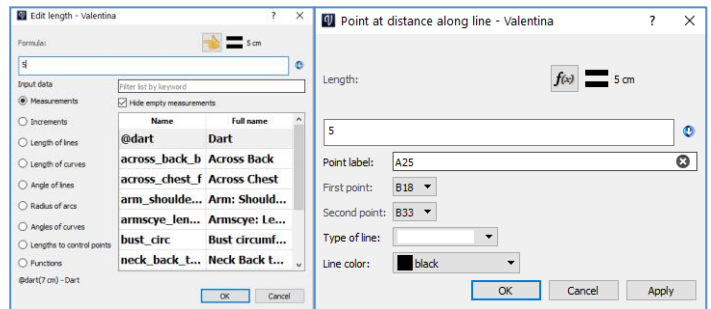 Edit length - Valentina
Formula:
5 cm
5
Input data
Filter list by keyword
Measurements
Hide empty measurements
Increments
Length of lines
Length of curves
Angle of lines
Radius of arcs
Angles of curves
Lengths to control points
Functions
Name Full name
@dart Dart
across_back_b Across Back
across_chest_f Across Chest
arm_shoulde... Arm: Should...
armscye_len... Armscye: Le...
bust_circ Bust circumf...
neck_back_t... Neck Back t...
@dart(7 cm) - Dart
OK Cancel
Point at distance along line - Valentina
Length:
f(x) 5 cm
5
Point label: A25
First point: B18
Second point: B33
Type of line:
Line color: black
OK Cancel Apply